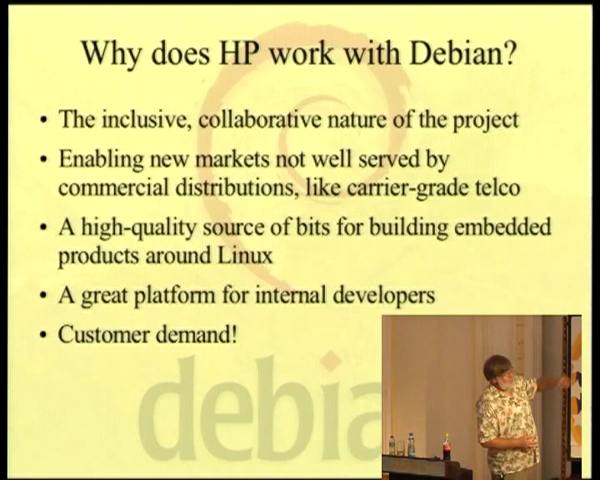 Why does HP work with Debian?
• The inclusive, collaborative nature of the project
• Enabling new markets not well served by
commercial distributions, like carrier-grade telco
• A high-quality source of bits for building embedded
products around Linux
• A great platform for internal developers
• Customer demand!
debia